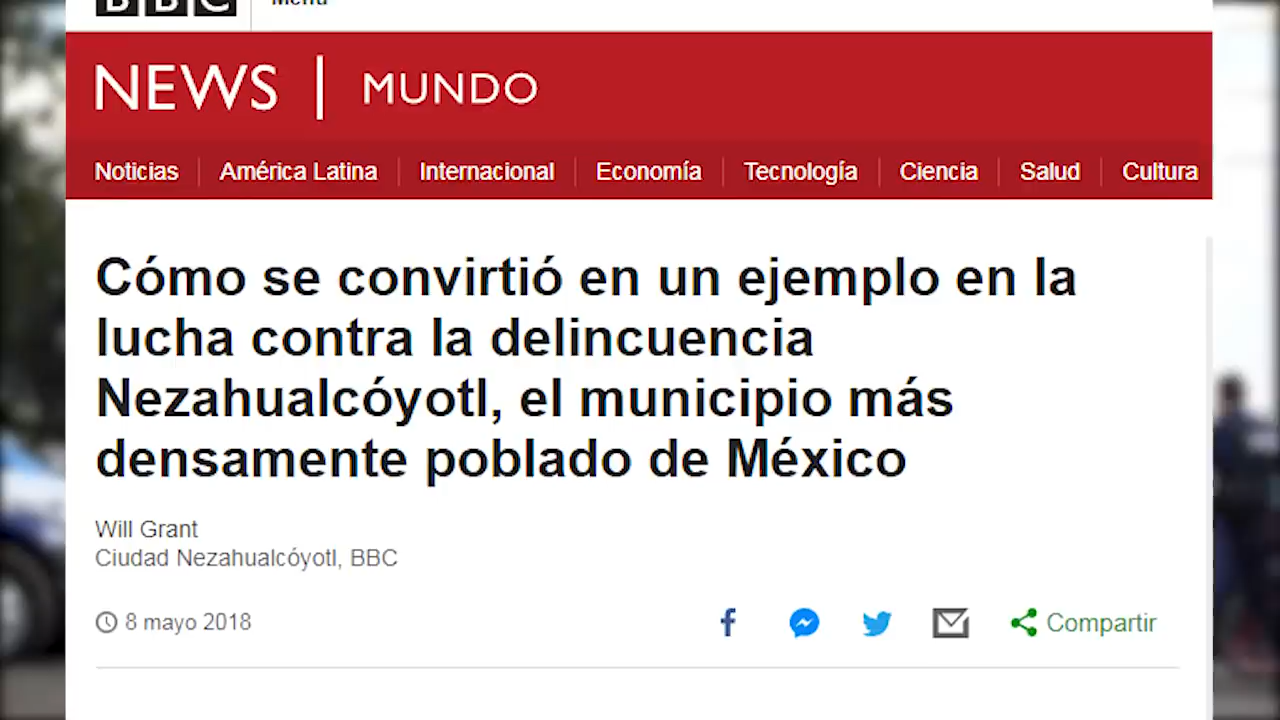 BBC
Menú
NEWS | MUNDO
Noticias
América Latina
Internacional
Economía
Tecnología
Ciencia
Salud
Cultura
Cómo se convirtió en un ejemplo en la
lucha contra la delincuencia
Nezahualcóyotl, el municipio más
densamente poblado de México
Will Grant
Ciudad Nezahualcóyotl, BBC
8 mayo 2018
Compartir